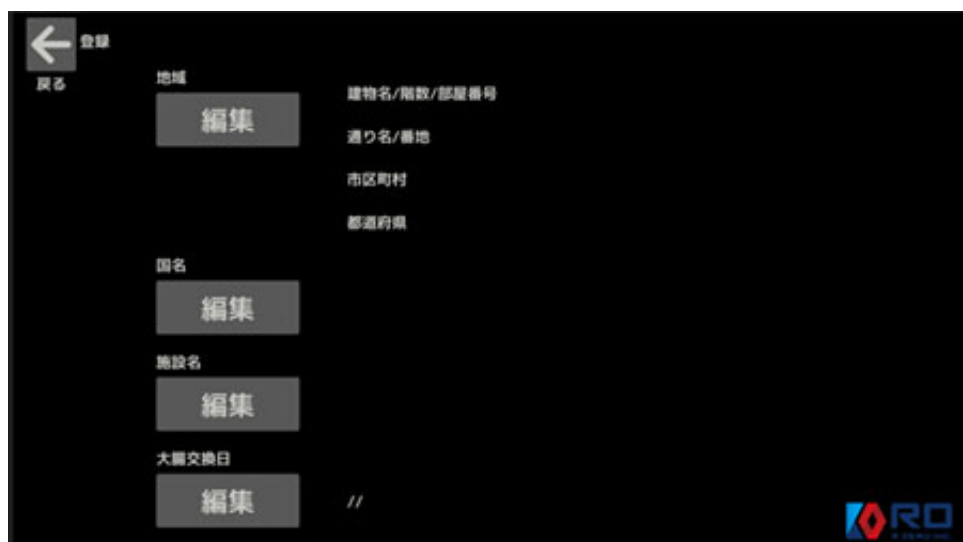 登録
戻る
地域
編集
建物名/階数/部屋番号
通り名/番地
市区町村
都道府県
国名
編集
施設名
編集
大腸交換日
編集
//
RO